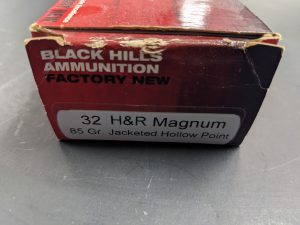 BLACK HILLS
AMMUNITION
FACTORY NEW
32 H&R Magnum
85 Gr. Jacketed Hollow Point